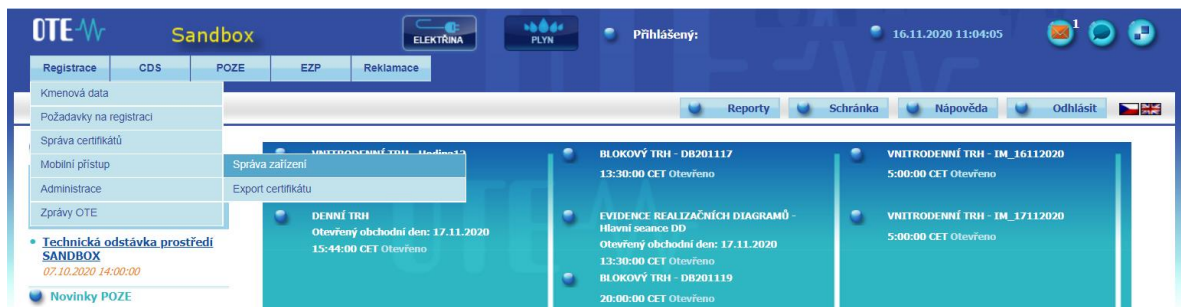 OTE Sandbox ELEKTŘINA PLYN Přihlášený: 16.11.2020 11:04:05 1
Registrace CDS POZE EZP Reklamace
Kmenová data
Požadavky na registraci
Reporty Schránka Nápověda Odhlásit
Správa certifikátů
Mobilní přístup
Správa zařízení
Administrace
Export certifikátu
Zprávy OTE
Technická odstávka prostředí
SANDBOX
07.10.2020 14:00:00
Novinky POZE
VNITRODENNÍ TRH - Hodina12
DENNÍ TRH
Otevřený obchodní den: 17.11.2020
15:44:00 CET Otevřeno
BLOKOVÝ TRH - DB201117
13:30:00 CET Otevřeno
EVIDENCE REALIZAČNÍCH DIAGRAMŮ -
Hlavní seance DD
Otevřený obchodní den: 17.11.2020
13:30:00 CET Otevřeno
BLOKOVÝ TRH - DB201119
20:00:00 CET Otevřeno
VNITRODENNÍ TRH - IM_16112020
5:00:00 CET Otevřeno
VNITRODENNÍ TRH - IM_17112020
5:00:00 CET Otevřeno